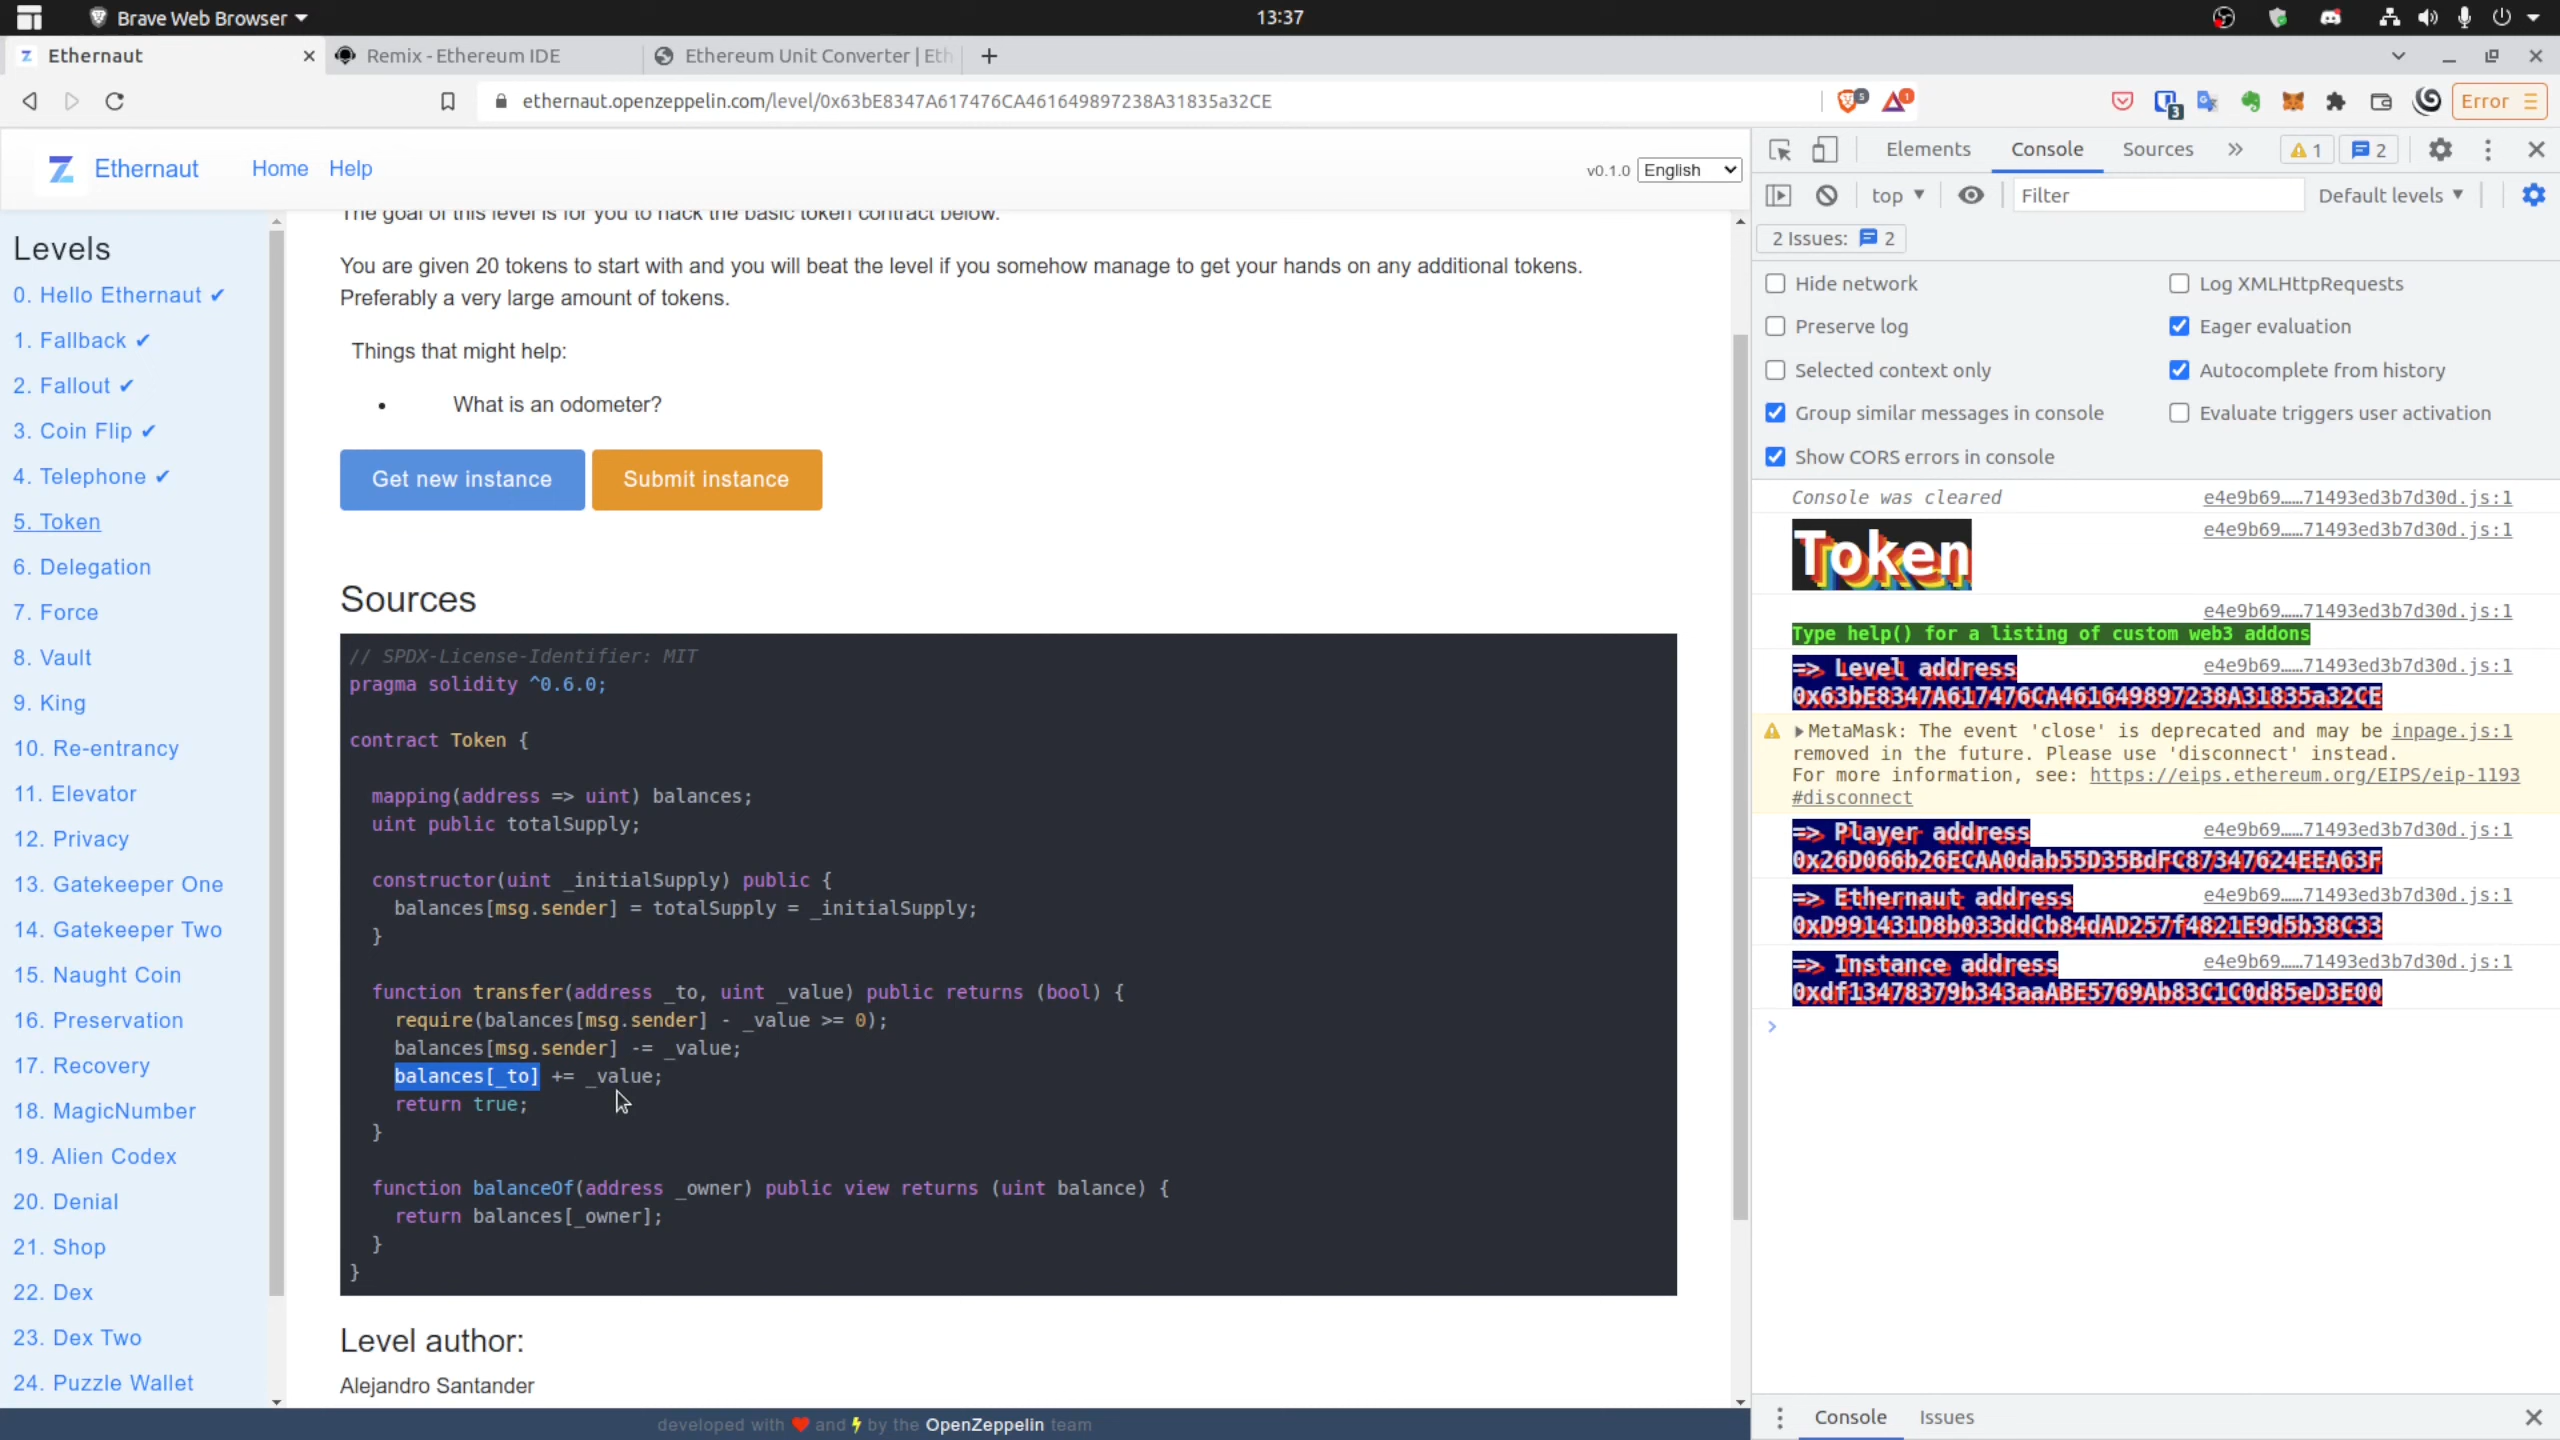 Brave Web Browser
13:37
Ethernaut
Remix - Ethereum IDE
Ethereum Unit Converter | Eth
ethernaut.openzeppelin.com/level/0x63bE8347A617476CA461649897238A31835a32CE
5
1
3
Error
Ethernaut
Home
Help
v0.1.0
English
Levels
0. Hello Ethernaut ✔
1. Fallback ✔
2. Fallout ✔
3. Coin Flip ✔
4. Telephone ✔
5. Token
6. Delegation
7. Force
8. Vault
9. King
10. Re-entrancy
11. Elevator
12. Privacy
13. Gatekeeper One
14. Gatekeeper Two
15. Naught Coin
16. Preservation
17. Recovery
18. MagicNumber
19. Alien Codex
20. Denial
21. Shop
22. Dex
23. Dex Two
24. Puzzle Wallet
The goal of this level is for you to hack the basic token contract below.
You are given 20 tokens to start with and you will beat the level if you somehow manage to get your hands on any additional tokens.
Preferably a very large amount of tokens.
Things that might help:
• What is an odometer?
Get new instance
Submit instance
Sources
// SPDX-License-Identifier: MIT
pragma solidity ^0.6.0;
contract Token {
mapping(address => uint) balances;
uint public totalSupply;
constructor(uint _initialSupply) public {
balances[msg.sender] = totalSupply = _initialSupply;
}
function transfer(address _to, uint _value) public returns (bool) {
require(balances[msg.sender] - _value >= 0);
balances[msg.sender] -= _value;
balances[_to] += _value;
return true;
}
function balanceOf(address _owner) public view returns (uint balance) {
return balances[_owner];
}
}
Level author:
Alejandro Santander
developed with ❤ and ⚡ by the OpenZeppelin team
Elements
Console
Sources
1
2
top
Filter
Default levels
2 Issues: 2
Hide network
Log XMLHttpRequests
Preserve log
Eager evaluation
Selected context only
Autocomplete from history
Group similar messages in console
Evaluate triggers user activation
Show CORS errors in console
Console was cleared
e4e9b69……71493ed3b7d30d.js:1
Token
e4e9b69……71493ed3b7d30d.js:1
e4e9b69……71493ed3b7d30d.js:1
Type help() for a listing of custom web3 addons
=> Level address
e4e9b69……71493ed3b7d30d.js:1
0x63bE8347A617476CA461649897238A31835a32CE
MetaMask: The event 'close' is deprecated and may be
inpage.js:1
removed in the future. Please use 'disconnect' instead.
For more information, see: https://eips.ethereum.org/EIPS/eip-1193
#disconnect
=> Player address
e4e9b69……71493ed3b7d30d.js:1
0x26D066b26ECAA0dab55D35BdFC87347624EEA63F
=> Ethernaut address
e4e9b69……71493ed3b7d30d.js:1
0xD991431D8b033ddCb84dAD257f4821E9d5b38C33
=> Instance address
e4e9b69……71493ed3b7d30d.js:1
0xdf13478379b343aaABE5769Ab83C1C0d85eD3E00
Console
Issues